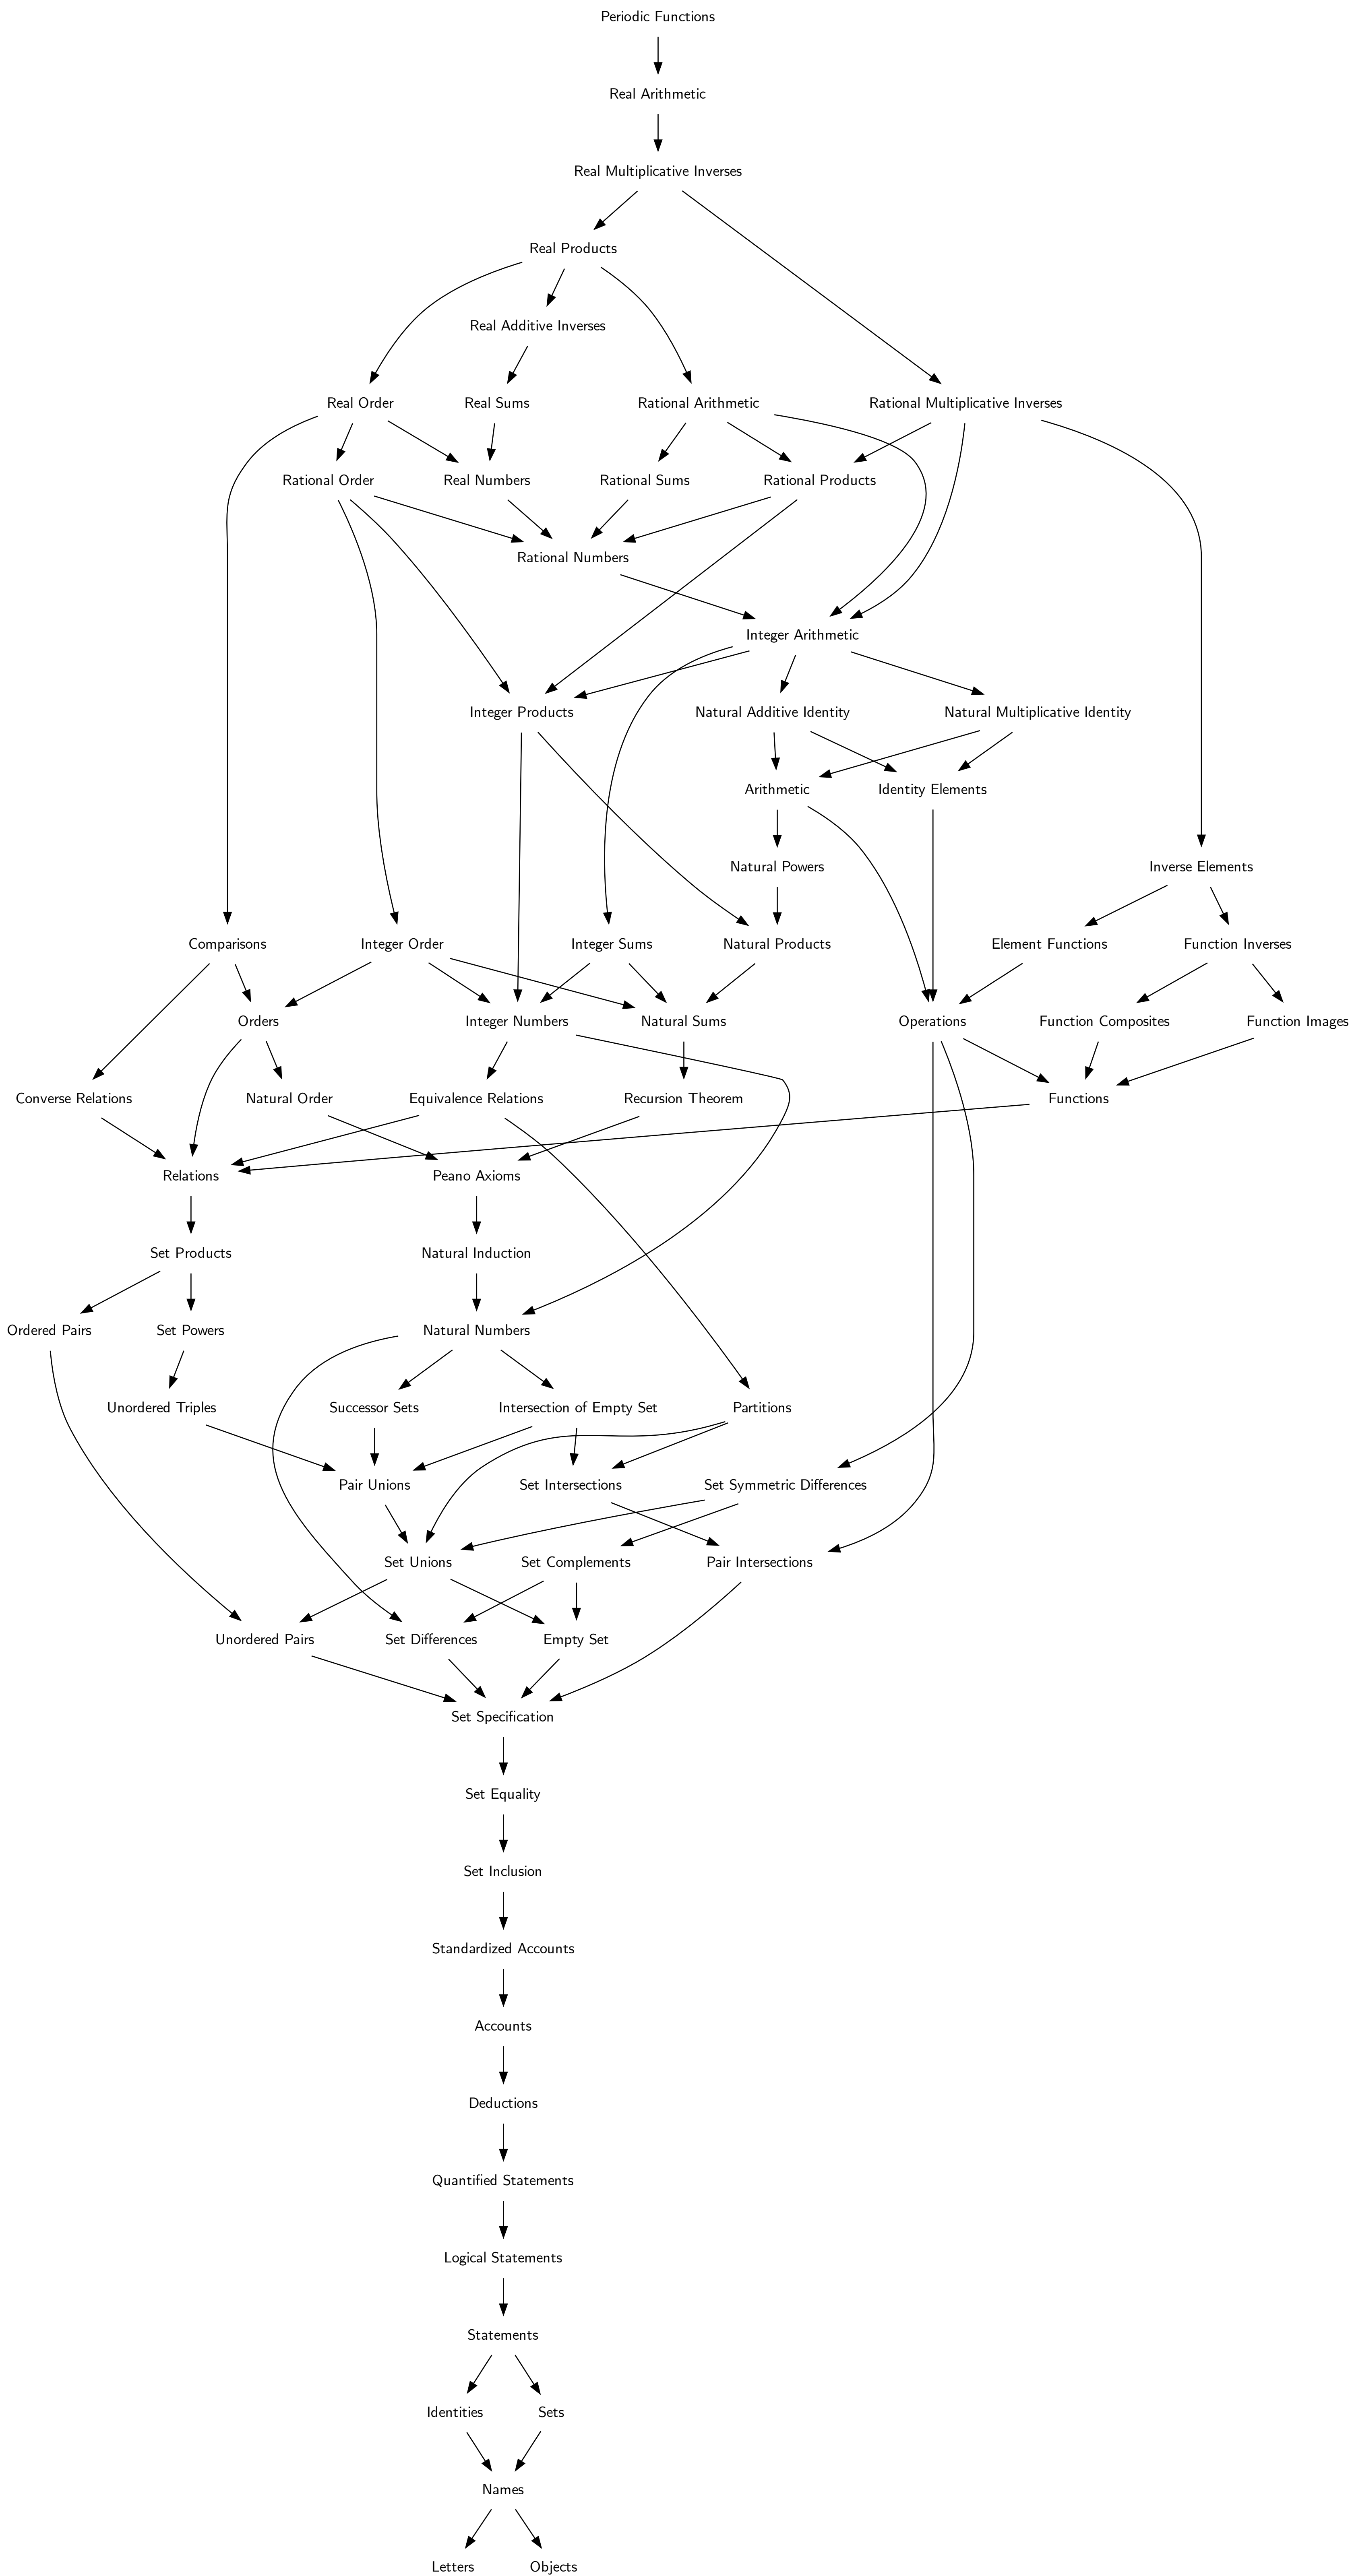 Periodic Functions
Real Arithmetic
Real Multiplicative Inverses
Real Products
Real Additive Inverses
Real Order
Real Sums
Rational Arithmetic
Rational Multiplicative Inverses
Rational Order
Real Numbers
Rational Sums
Rational Products
Rational Numbers
Integer Arithmetic
Integer Products
Natural Additive Identity
Natural Multiplicative Identity
Arithmetic
Identity Elements
Natural Powers
Inverse Elements
Comparisons
Integer Order
Integer Sums
Natural Products
Element Functions
Function Inverses
Orders
Integer Numbers
Natural Sums
Operations
Function Composites
Function Images
Converse Relations
Natural Order
Equivalence Relations
Recursion Theorem
Functions
Relations
Peano Axioms
Set Products
Natural Induction
Ordered Pairs
Set Powers
Natural Numbers
Unordered Triples
Successor Sets
Intersection of Empty Set
Partitions
Pair Unions
Set Intersections
Set Symmetric Differences
Set Unions
Set Complements
Pair Intersections
Unordered Pairs
Set Differences
Empty Set
Set Specification
Set Equality
Set Inclusion
Standardized Accounts
Accounts
Deductions
Quantified Statements
Logical Statements
Statements
Identities
Sets
Names
Letters
Objects